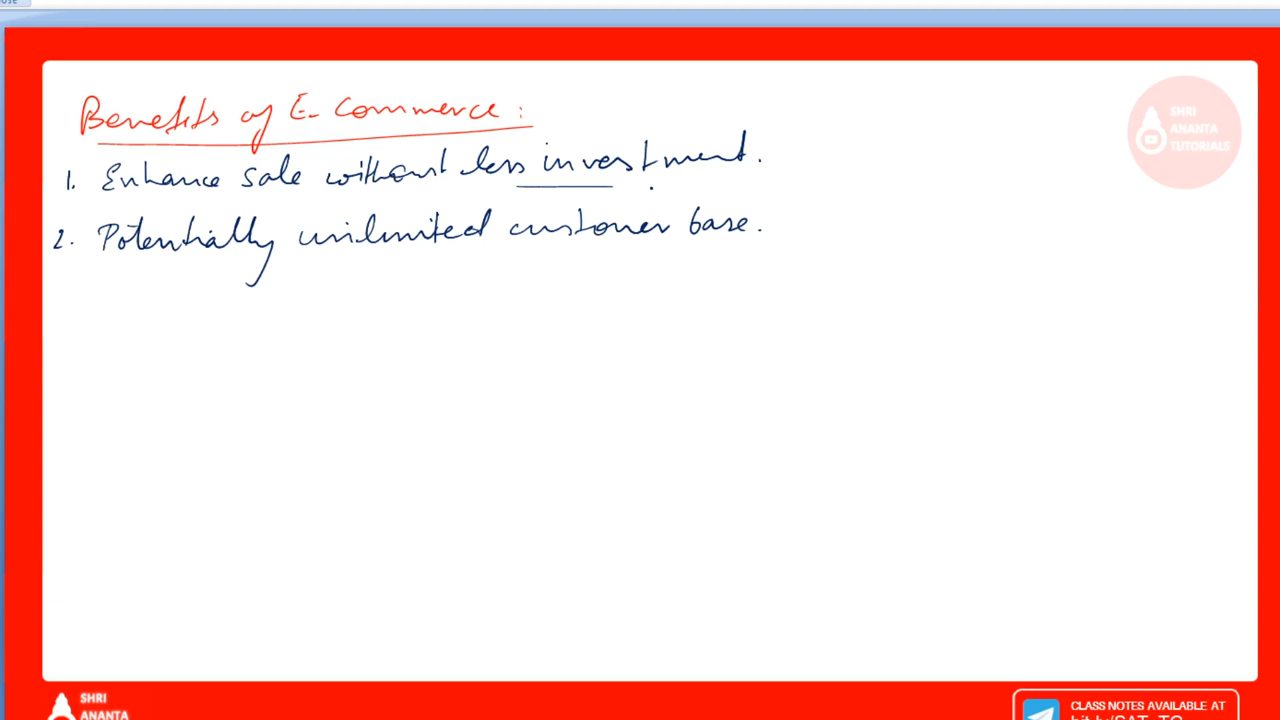 Benefits of E-Commerce :
1. Enhance sale without less investment.
2. Potentially unlimited customer base.
SHRI
ANANTA
TUTORIALS
SHRI
ANANTA
CLASS NOTES AVAILABLE AT